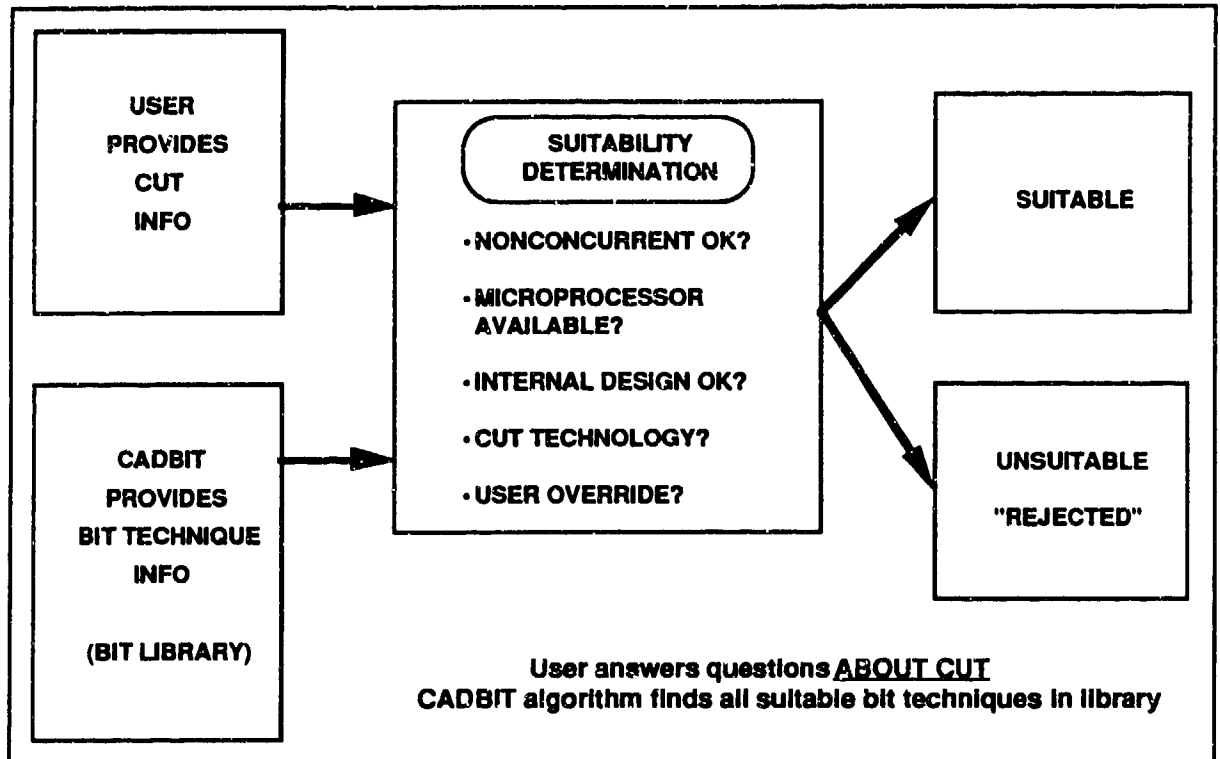 USER
PROVIDES
CUT
INFO
CADBIT
PROVIDES
BIT TECHNIQUE
INFO
(BIT LIBRARY)
SUITABILITY
DETERMINATION
• NONCONCURRENT OK?
• MICROPROCESSOR
AVAILABLE?
• INTERNAL DESIGN OK?
• CUT TECHNOLOGY?
• USER OVERRIDE?
SUITABLE
UNSUITABLE
"REJECTED"
User answers questions ABOUT CUT
CADBIT algorithm finds all suitable bit techniques in library